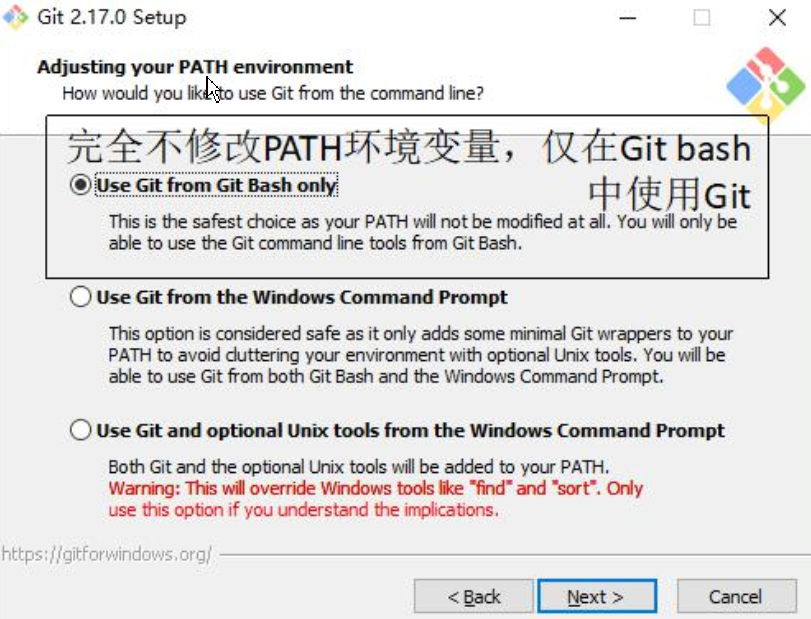 Git 2.17.0 Setup
Adjusting your PATH environment
How would you like to use Git from the command line?
完全不修改PATH环境变量，仅在Git bash
中使用Git
Use Git from Git Bash only
This is the safest choice as your PATH will not be modified at all. You will only be
able to use the Git command line tools from Git Bash.
Use Git from the Windows Command Prompt
This option is considered safe as it only adds some minimal Git wrappers to your
PATH to avoid cluttering your environment with optional Unix tools. You will be
able to use Git from both Git Bash and the Windows Command Prompt.
Use Git and optional Unix tools from the Windows Command Prompt
Both Git and the optional Unix tools will be added to your PATH.
Warning: This will override Windows tools like "find" and "sort". Only
use this option if you understand the implications.
https://gitforwindows.org/
< Back
Next >
Cancel